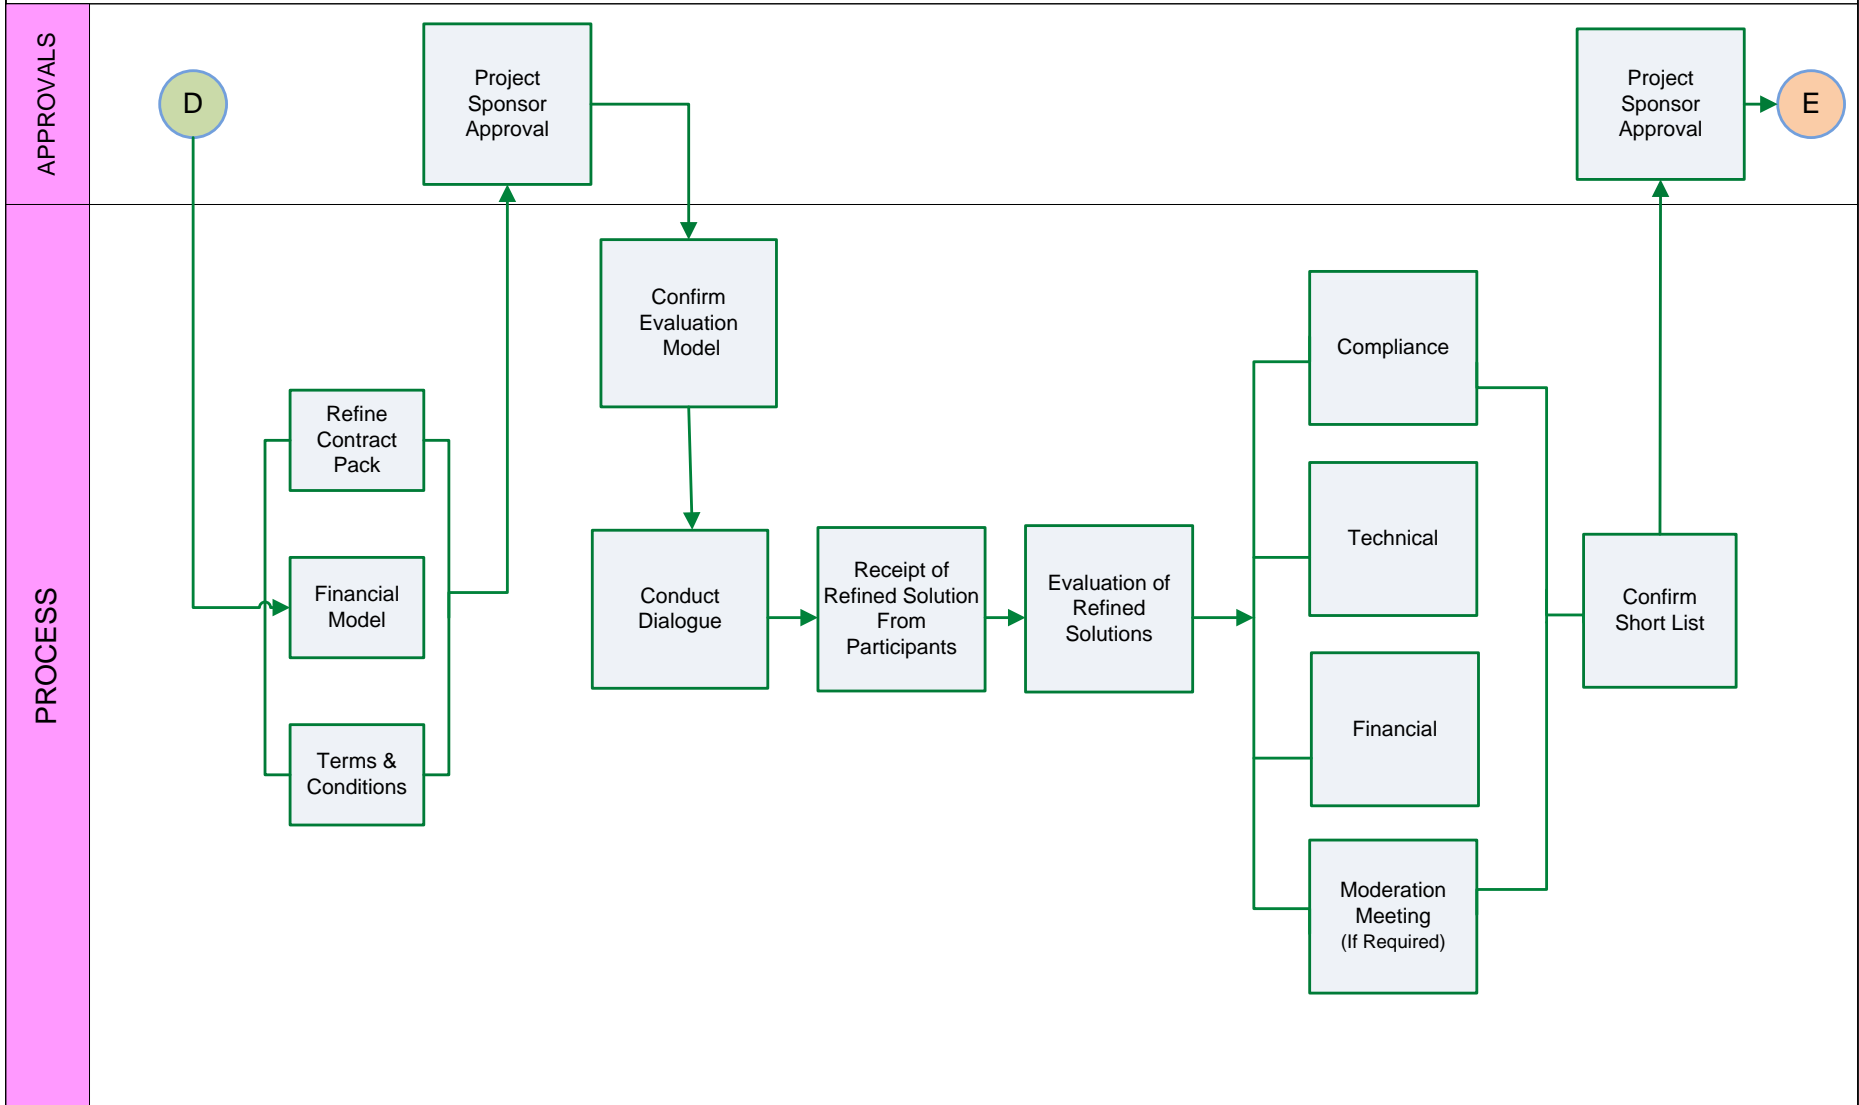 APPROVALS
D
Project
Sponsor
Approval
Project
Sponsor
Approval
E
PROCESS
Refine
Contract
Pack
Financial
Model
Terms &
Conditions
Confirm
Evaluation
Model
Conduct
Dialogue
Receipt of
Refined Solution
From
Participants
Evaluation of
Refined
Solutions
Compliance
Technical
Financial
Moderation
Meeting
(If Required)
Confirm
Short List